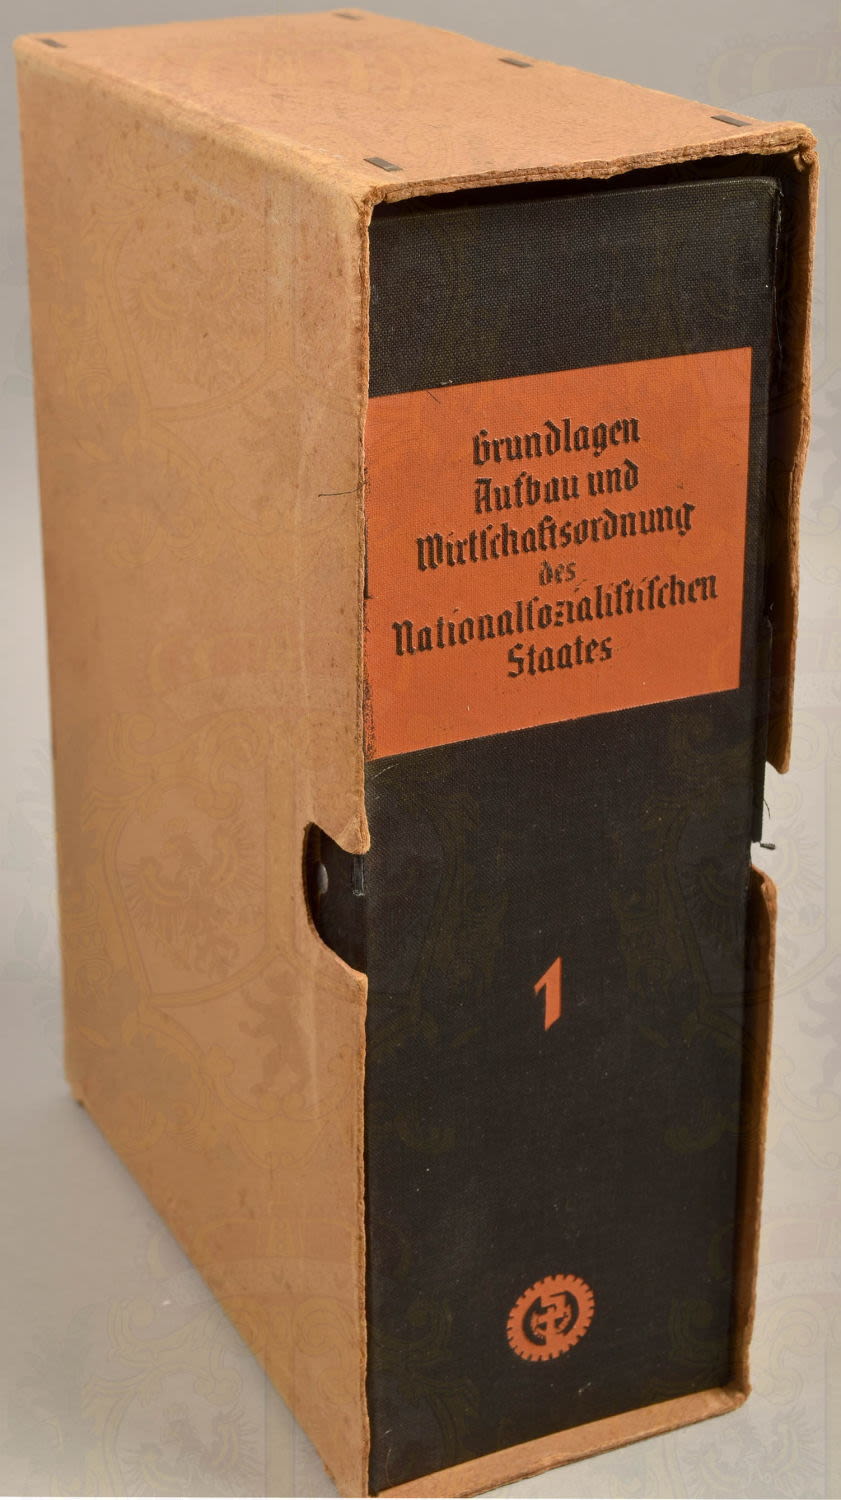 Grundlagen
Aufbau und
Wirtschaftsordnung
des
Nationalsozialistischen
Staates
1